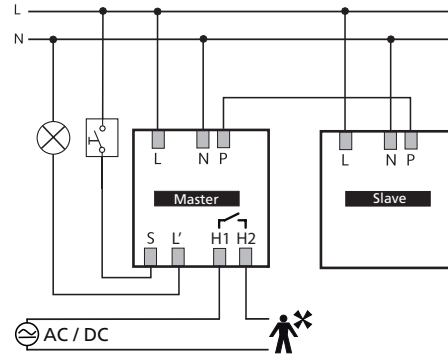 L
N
L N P
L N P
Master
Slave
S L' H1 H2
AC / DC